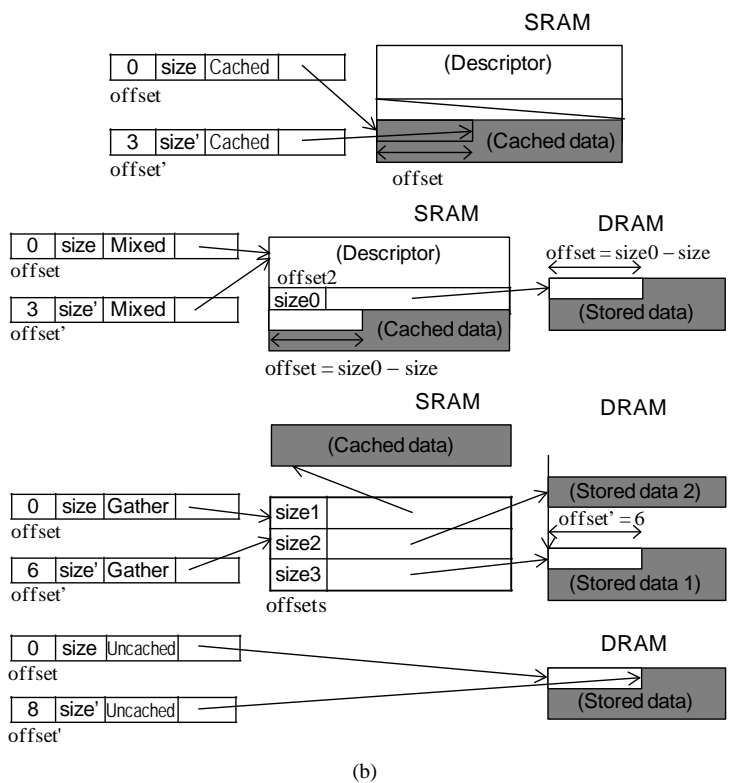 SRAM
0 size Cached (Descriptor)
offset
3 size' Cached (Cached data)
offset'
offset
SRAM
DRAM
0 size Mixed (Descriptor) offset = size0 – size
offset
offset2
3 size' Mixed size0 (Stored data)
offset'
(Cached data)
offset = size0 – size
SRAM DRAM
(Cached data)
0 size Gather size1 (Stored data 2)
offset
size2 offset' = 6
6 size' Gather size3 (Stored data 1)
offset'
offsets
0 size Uncached DRAM
offset
8 size' Uncached (Stored data)
offset'
(b)